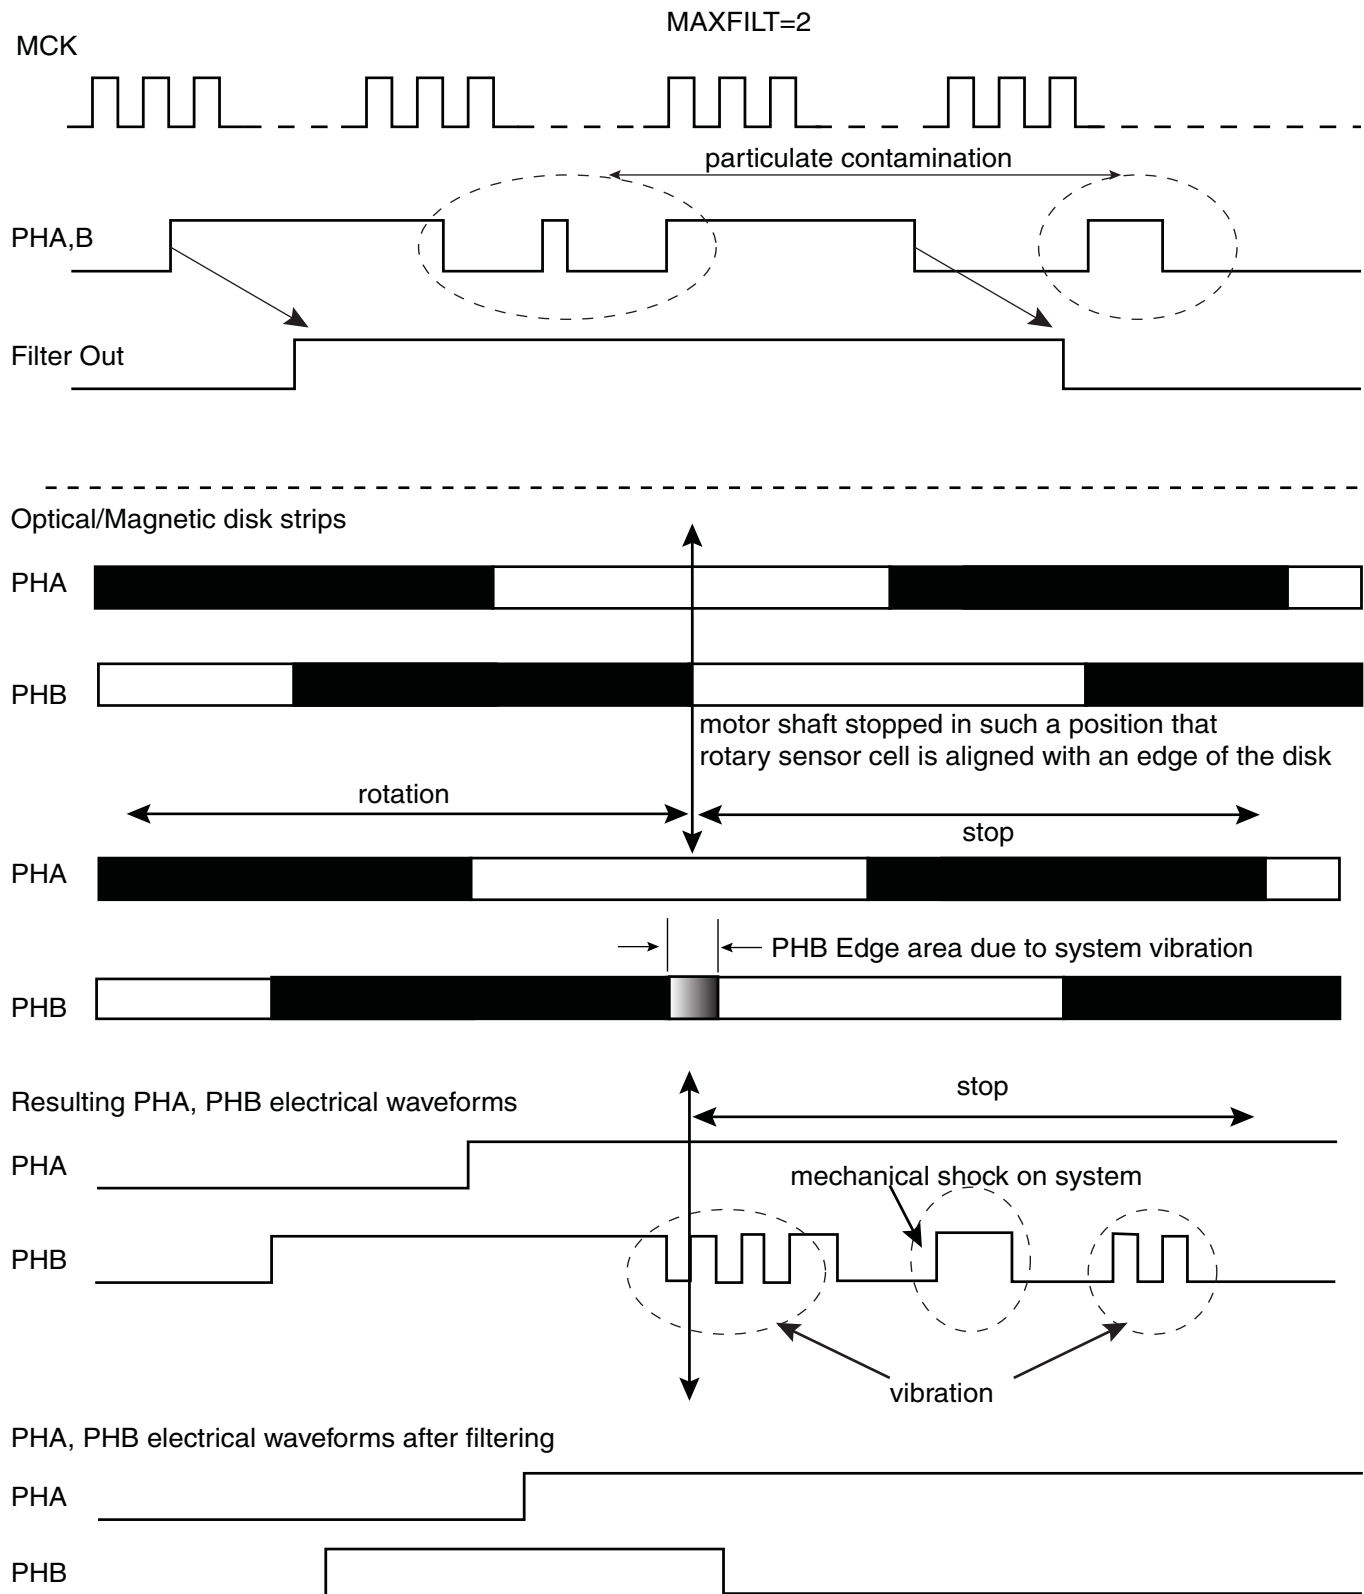 MAXFILT=2
MCK
particulate contamination
PHA,B
Filter Out
Optical/Magnetic disk strips
PHA
PHB
motor shaft stopped in such a position that
rotary sensor cell is aligned with an edge of the disk
rotation
stop
PHA
PHB Edge area due to system vibration
PHB
stop
Resulting PHA, PHB electrical waveforms
PHA
mechanical shock on system
PHB
vibration
PHA, PHB electrical waveforms after filtering
PHA
PHB